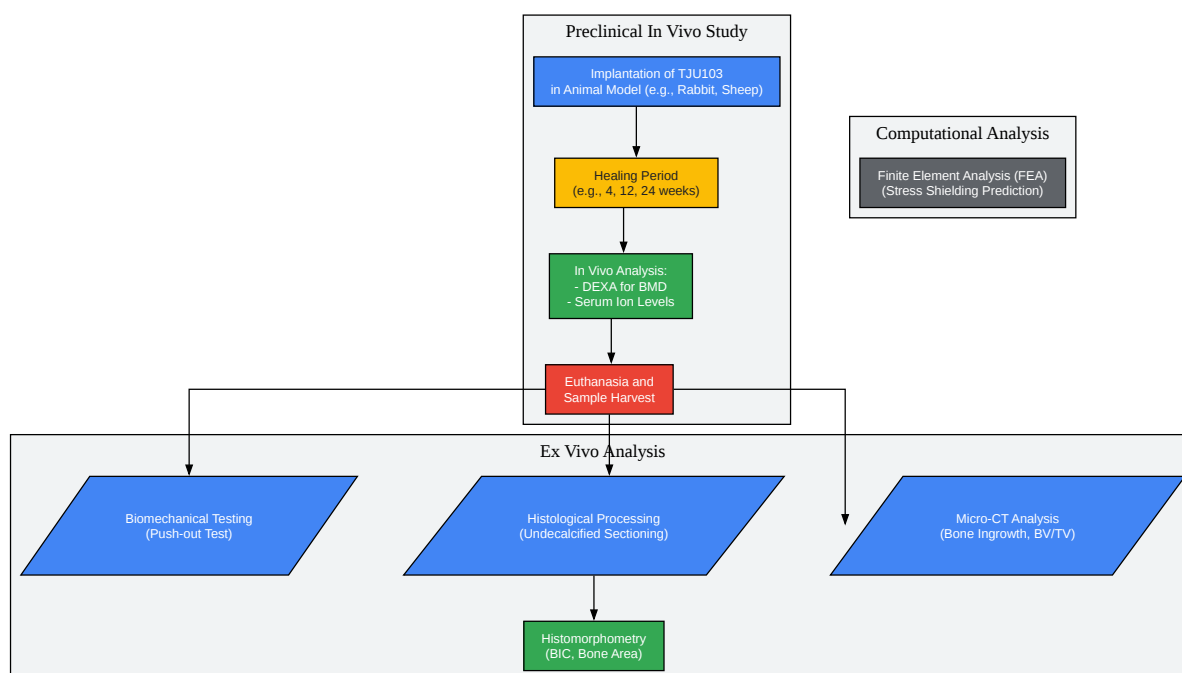 Preclinical In Vivo Study
Implantation of TJU103
in Animal Model (e.g., Rabbit, Sheep)
Healing Period
(e.g., 4, 12, 24 weeks)
In Vivo Analysis:
- DEXA for BMD
- Serum Ion Levels
Euthanasia and
Sample Harvest
Computational Analysis
Finite Element Analysis (FEA)
(Stress Shielding Prediction)
Ex Vivo Analysis
Biomechanical Testing
(Push-out Test)
Histological Processing
(Undecalcified Sectioning)
Micro-CT Analysis
(Bone Ingrowth, BV/TV)
Histomorphometry
(BIC, Bone Area)